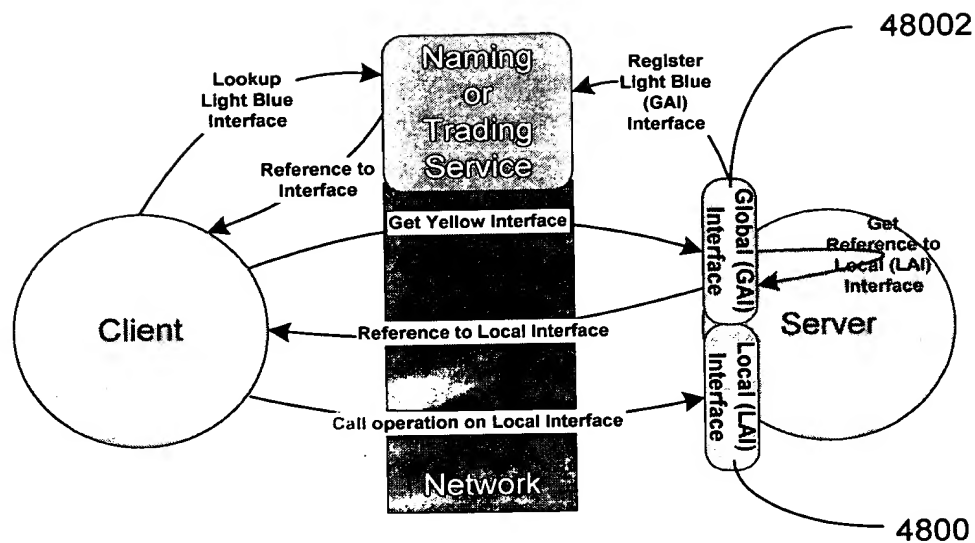 48002
Naming
or
Trading
Service
Lookup
Light Blue
Interface
Register
Light Blue
(GAI)
Interface
Reference to
Interface
Get Yellow Interface
Global (GAI)
Interface
Get
Reference to
Local (LAI)
Interface
Client
Reference to Local Interface
Server
Local (LAI)
Interface
Call operation on Local Interface
Network
4800